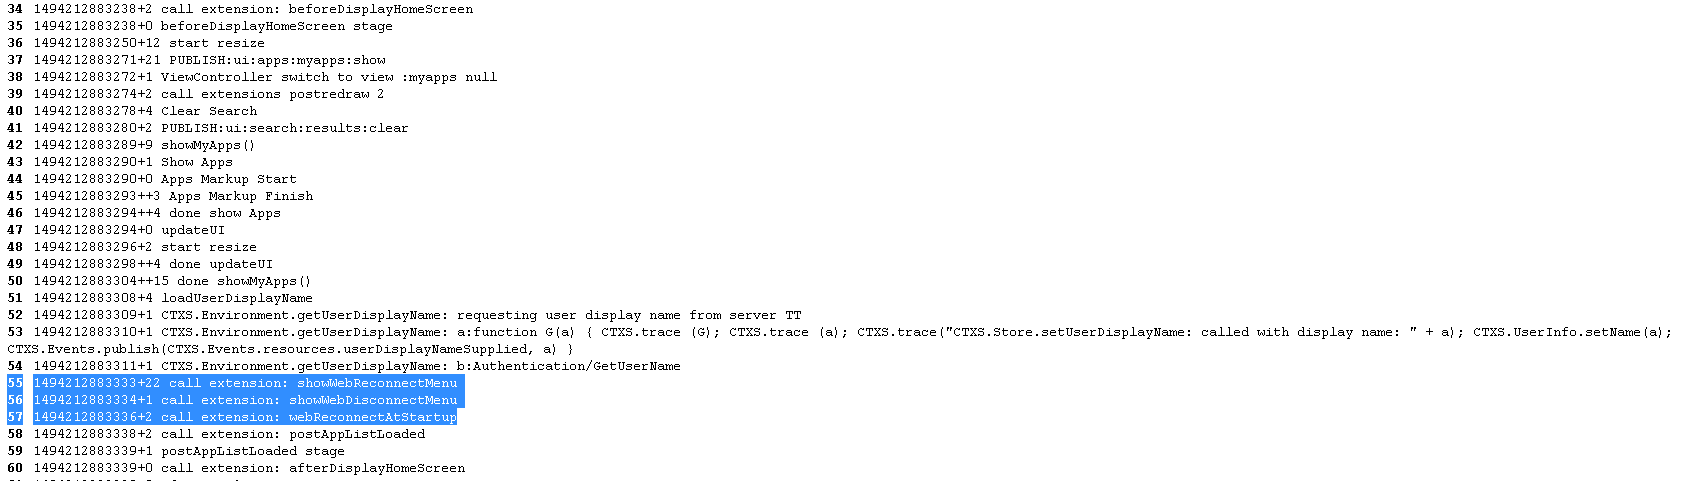 34 1494212883238+2 call extension: beforeDisplayHomeScreen
35 1494212883238+0 beforeDisplayHomeScreen stage
36 1494212883250+12 start resize
37 1494212883271+21 PUBLISH:ui:apps:myapps:show
38 1494212883272+1 ViewController switch to view :myapps null
39 1494212883274+2 call extensions postredraw 2
40 1494212883278+4 Clear Search
41 1494212883280+2 PUBLISH:ui:search:results:clear
42 1494212883289+9 showMyApps()
43 1494212883290+1 Show Apps
44 1494212883290+0 Apps Markup Start
45 1494212883293++3 Apps Markup Finish
46 1494212883294++4 done show Apps
47 1494212883294+0 updateUI
48 1494212883296+2 start resize
49 1494212883298++4 done updateUI
50 1494212883304++15 done showMyApps()
51 1494212883308+4 loadUserDisplayName
52 1494212883309+1 CTXS.Environment.getUserDisplayName: requesting user display name from server TT
53 1494212883310+1 CTXS.Environment.getUserDisplayName: a:function G(a) { CTXS.trace (G); CTXS.trace (a); CTXS.trace("CTXS.Store.setUserDisplayName: called with display name: " + a); CTXS.UserInfo.setName(a);
CTXS.Events.publish(CTXS.Events.resources.userDisplayNameSupplied, a) }
54 1494212883311+1 CTXS.Environment.getUserDisplayName: b:Authentication/GetUserName
55 1494212883333+22 call extension: showWebReconnectMenu
56 1494212883334+1 call extension: showWebDisconnectMenu
57 1494212883336+2 call extension: webReconnectAtStartup
58 1494212883338+2 call extension: postAppListLoaded
59 1494212883339+1 postAppListLoaded stage
60 1494212883339+0 call extension: afterDisplayHomeScreen